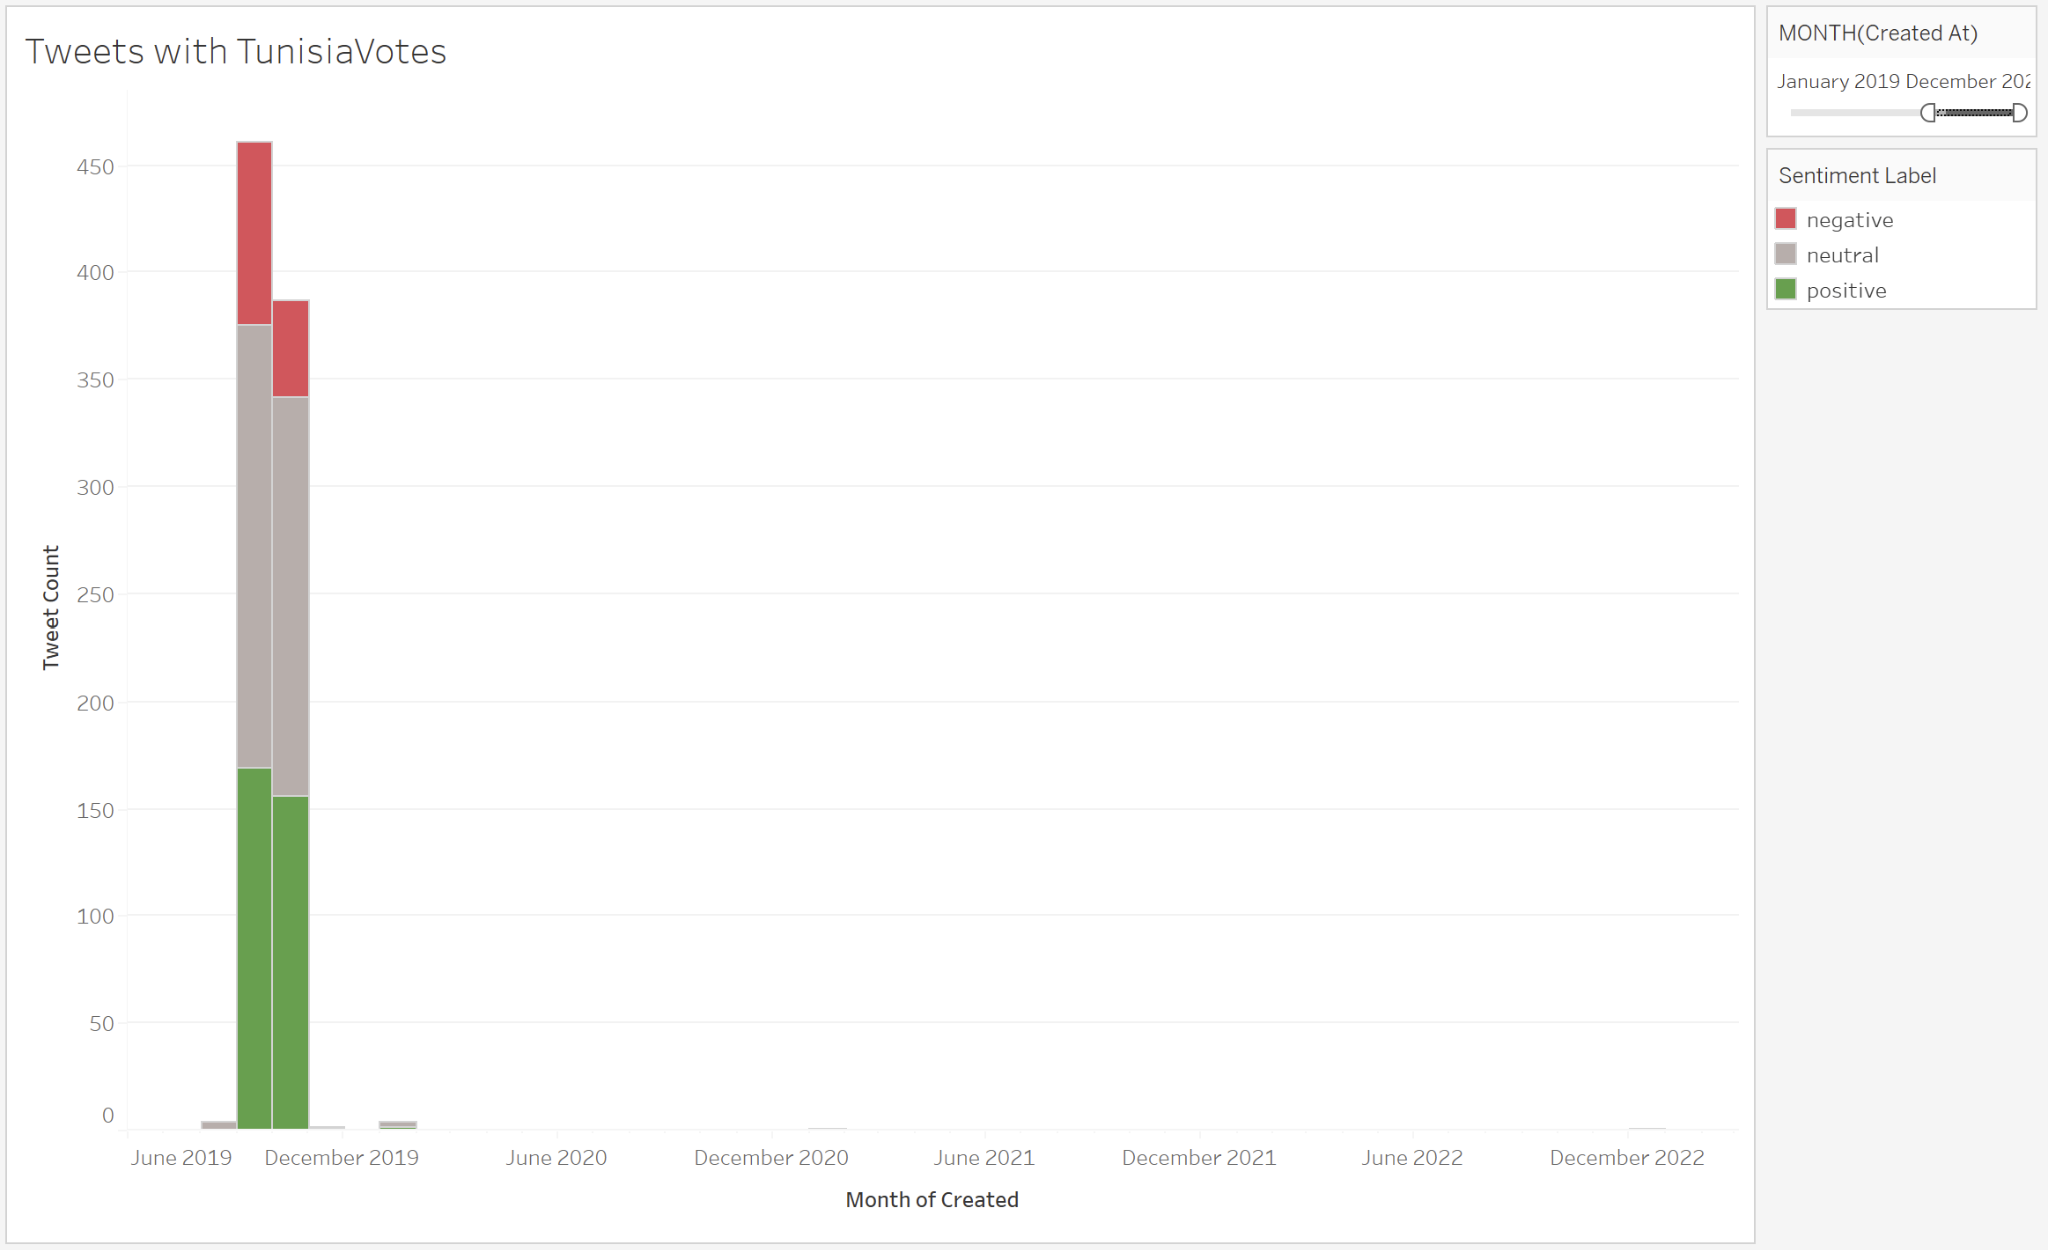 Tweets with TunisiaVotes
450
400
350
300
250
200
150
100
50
0
Tweet Count
June 2019 December 2019 June 2020 December 2020 June 2021 December 2021 June 2022 December 2022
Month of Created
MONTH(Created At)
January 2019 December 202
Sentiment Label
negative
neutral
positive